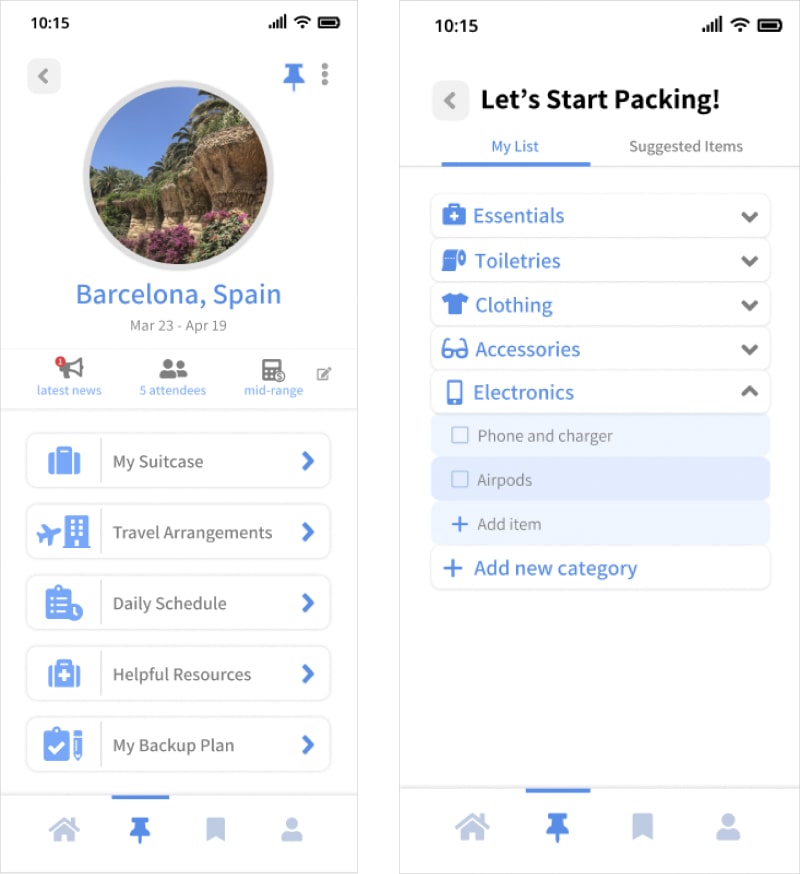 10:15
Barcelona, Spain
Mar 23 - Apr 19
1
latest news
5 attendees
$
mid-range
My Suitcase
Travel Arrangements
Daily Schedule
Helpful Resources
My Backup Plan
10:15
Let’s Start Packing!
My List
Suggested Items
Essentials
Toiletries
Clothing
Accessories
Electronics
Phone and charger
Airpods
Add item
Add new category